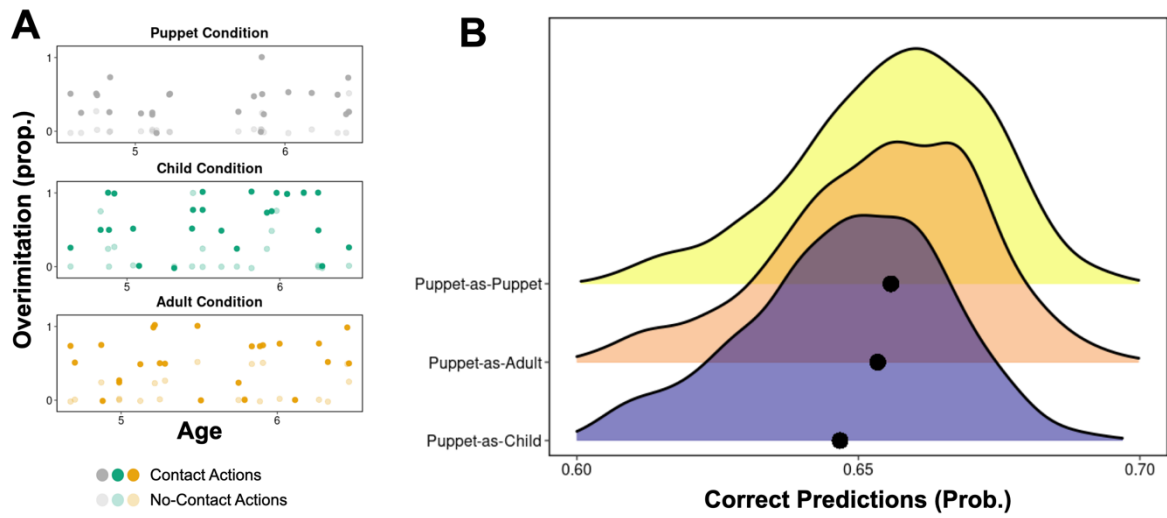 A
Puppet Condition
1
0
5
6
Child Condition
1
0
5
6
Adult Condition
1
0
5
6
Overimitation (prop.)
Age
Contact Actions
No-Contact Actions
B
Puppet-as-Puppet
Puppet-as-Adult
Puppet-as-Child
0.60
0.65
0.70
Correct Predictions (Prob.)